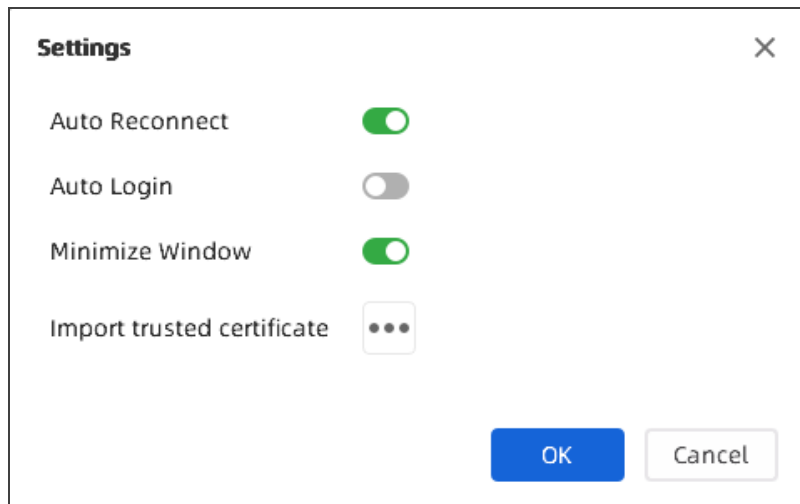 Settings
Auto Reconnect
Auto Login
Minimize Window
Import trusted certificate
OK Cancel